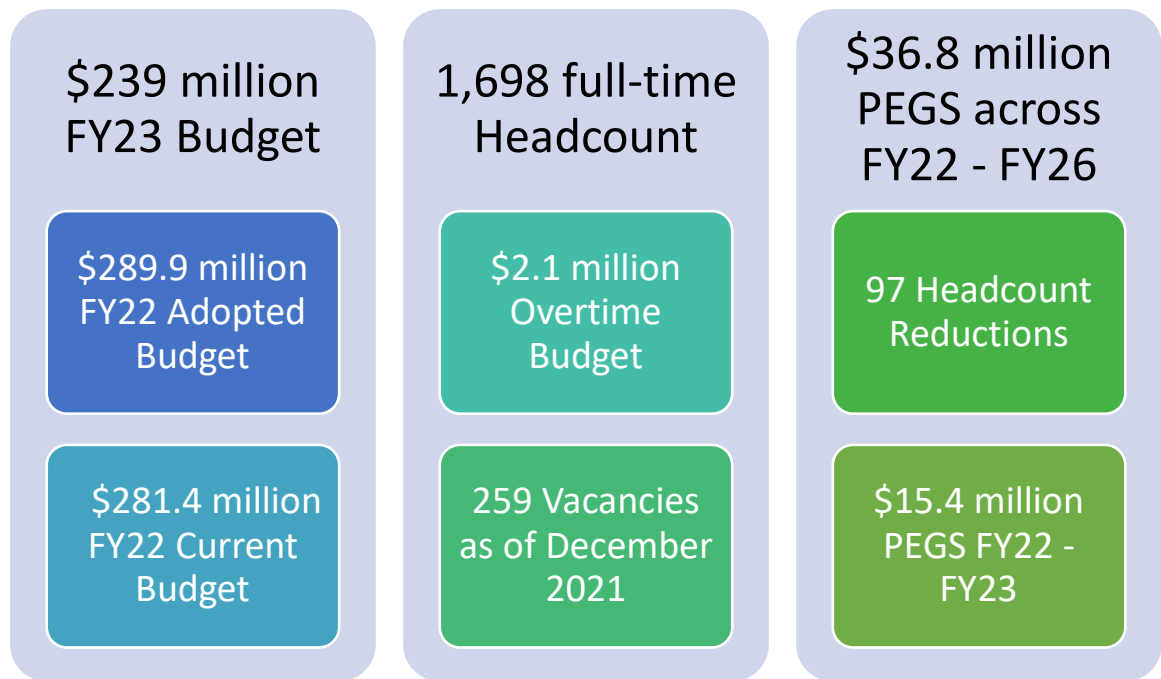 $239 million
FY23 Budget
$289.9 million
FY22 Adopted
Budget
$281.4 million
FY22 Current
Budget
1,698 full-time
Headcount
$2.1 million
Overtime
Budget
259 Vacancies
as of December
2021
$36.8 million
PEGS across
FY22 - FY26
97 Headcount
Reductions
$15.4 million
PEGS FY22 -
FY23